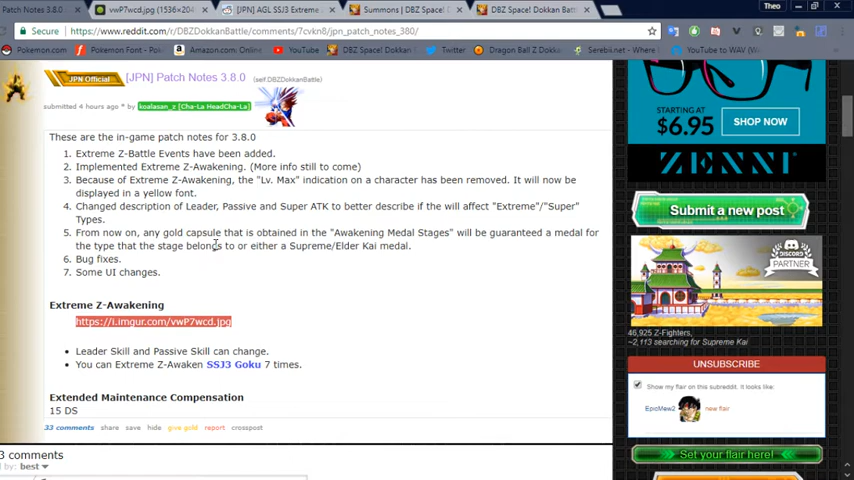 Patch Notes 3.8.0
vwP7wcd.jpg (1536×204
[JPN] AGL SSJ3 Extreme
Summons | DBZ Space!
DBZ Space! Dokkan Batt
Theo
Secure
https://www.reddit.com/r/DBZDokkanBattle/comments/7cvkn8/jpn_patch_notes_380/
Pokemon.com
Pokemon Font - Pokem
Amazon.com: Online
DBZ Space! Dokkan B
Twitter
Dragon Ball Z Dokkan
Serebii.net - Where
YouTube to WAV (Wa
JPN Official
[JPN] Patch Notes 3.8.0
(self.DBZDokkanBattle)
submitted 4 hours ago * by koalasan_z [Cha-La HeadCha-La]
These are the in-game patch notes for 3.8.0
1. Extreme Z-Battle Events have been added.
2. Implemented Extreme Z-Awakening. (More info still to come)
3. Because of Extreme Z-Awakening, the "Lv. Max" indication on a character has been removed. It will now be
displayed in a yellow font.
4. Changed description of Leader, Passive and Super ATK to better describe if the will affect "Extreme"/"Super"
Types.
5. From now on, any gold capsule that is obtained in the "Awakening Medal Stages" will be guaranteed a medal for
the type that the stage belongs to or either a Supreme/Elder Kai medal.
6. Bug fixes.
7. Some UI changes.
Extreme Z-Awakening
https://i.imgur.com/vwP7wcd.jpg
• Leader Skill and Passive Skill can change.
• You can Extreme Z-Awaken SSJ3 Goku 7 times.
Extended Maintenance Compensation
15 DS
33 comments share save hide give gold report crosspost
3 comments
d by: best
STARTING AT
$6.95
SHOP NOW
ZENNI
Submit a new post
DISCORD
PARTNER
46,925 Z-Fighters,
~2,112 searching for Supreme Kai
UNSUBSCRIBE
Show my flair on this subreddit. It looks like:
EpicMew2
new flair
Set your flair here!